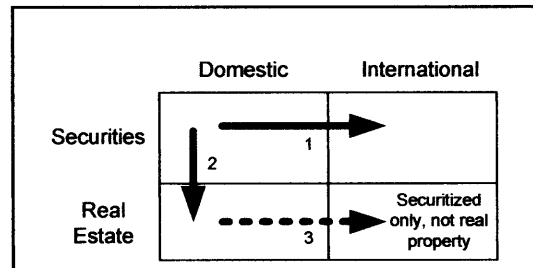 Domestic International
Securities
1
2
Real
Estate
3
Securitized
only, not real
property